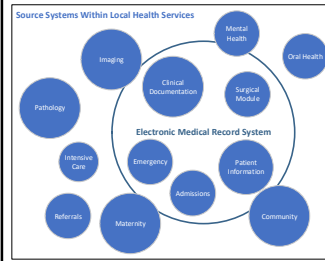 Source Systems Within Local Health Services
Mental
Health
Oral Health
Imaging
Clinical
Documentation
Surgical
Module
Pathology
Electronic Medical Record System
Intensive
Care
Emergency
Patient
Information
Admissions
Referrals
Maternity
Community